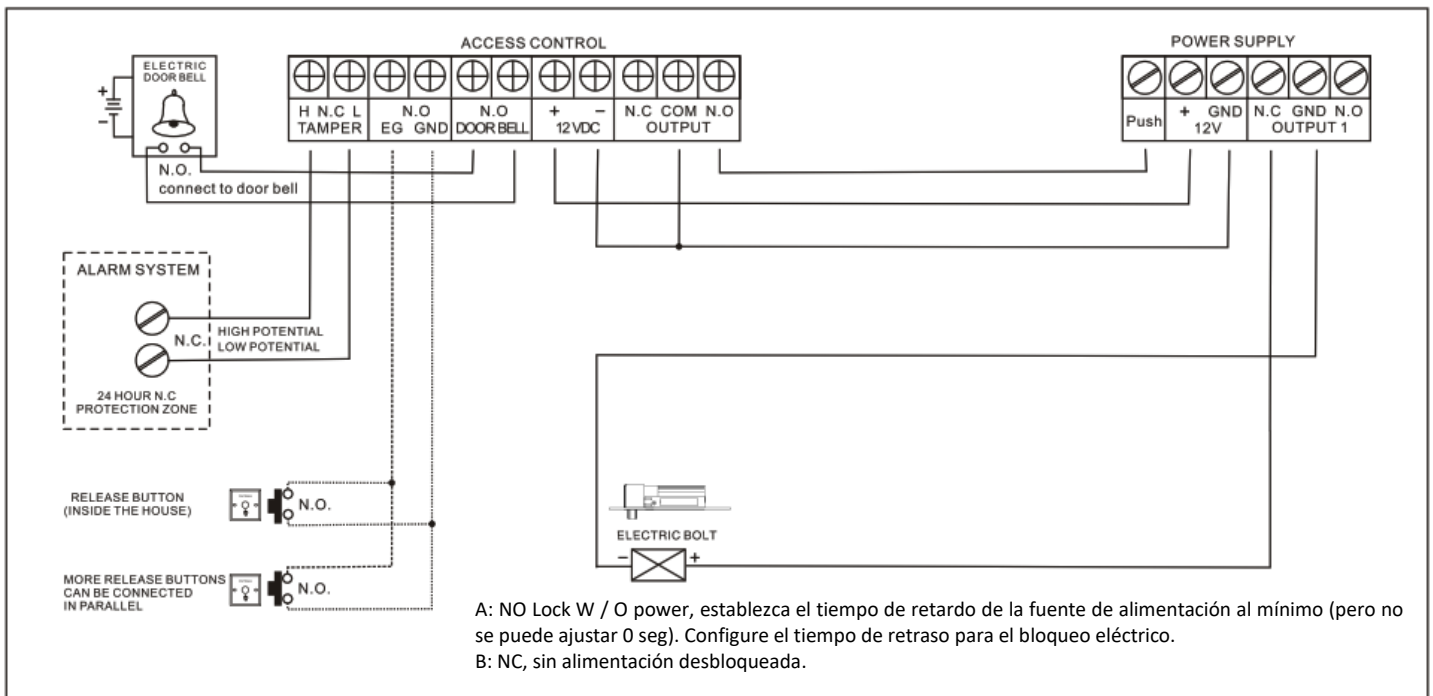 ACCESS CONTROL
POWER SUPPLY
ELECTRIC
DOOR BELL
+
−
N.O.
connect to door bell
H N.C L
TAMPER
N.O
EG GND
N.O
DOOR BELL
+ −
12VDC
N.C COM N.O
OUTPUT
Push
+ GND
12V
N.C GND N.O
OUTPUT 1
ALARM SYSTEM
N.C.
HIGH POTENTIAL
LOW POTENTIAL
24 HOUR N.C
PROTECTION ZONE
RELEASE BUTTON
(INSIDE THE HOUSE)
N.O.
MORE RELEASE BUTTONS
CAN BE CONNECTED
IN PARALLEL
N.O.
ELECTRIC BOLT
− +
A: NO Lock W / O power, establezca el tiempo de retardo de la fuente de alimentación al mínimo (pero no
se puede ajustar 0 seg). Configure el tiempo de retraso para el bloqueo eléctrico.
B: NC, sin alimentación desbloqueada.